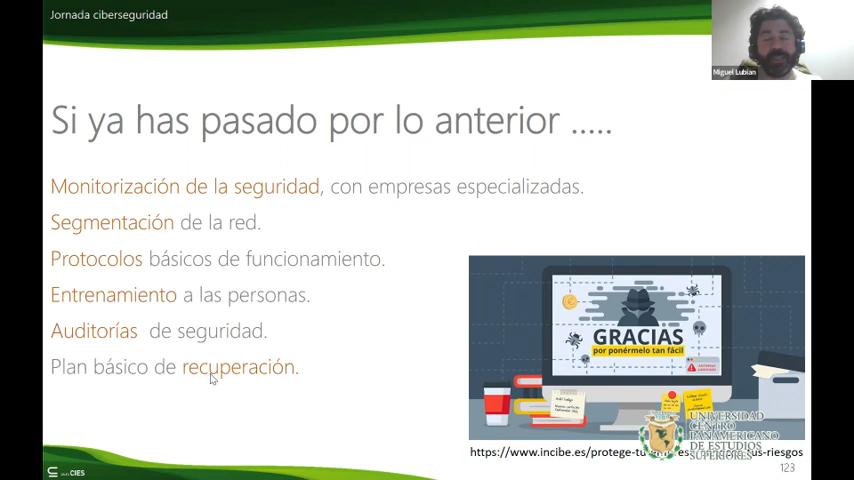 Jornada ciberseguridad
Miguel Lubian
Si ya has pasado por lo anterior .....
Monitorización de la seguridad, con empresas especializadas.
Segmentación de la red.
Protocolos básicos de funcionamiento.
Entrenamiento a las personas.
Auditorías de seguridad.
Plan básico de recuperación.
GRACIAS
por ponérmelo tan fácil
UNIVERSIDAD
CENTRO
PANAMERICANO
DE ESTUDIOS
SUPERIORES
https://www.incibe.es/protege-tu
us-riesgos
CIES
123